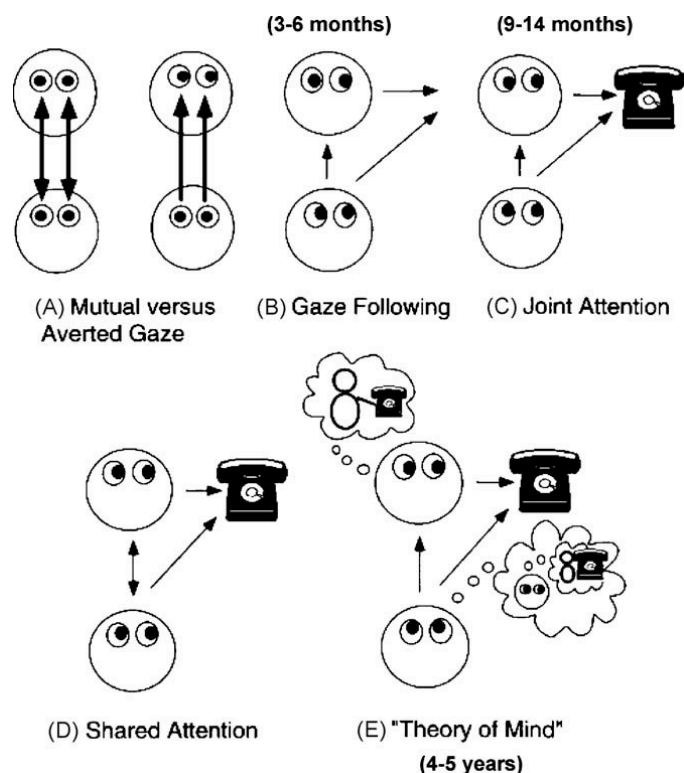 (3-6 months)
(9-14 months)
(A) Mutual versus
Averted Gaze
(B) Gaze Following
(C) Joint Attention
(D) Shared Attention
(E) "Theory of Mind"
(4-5 years)